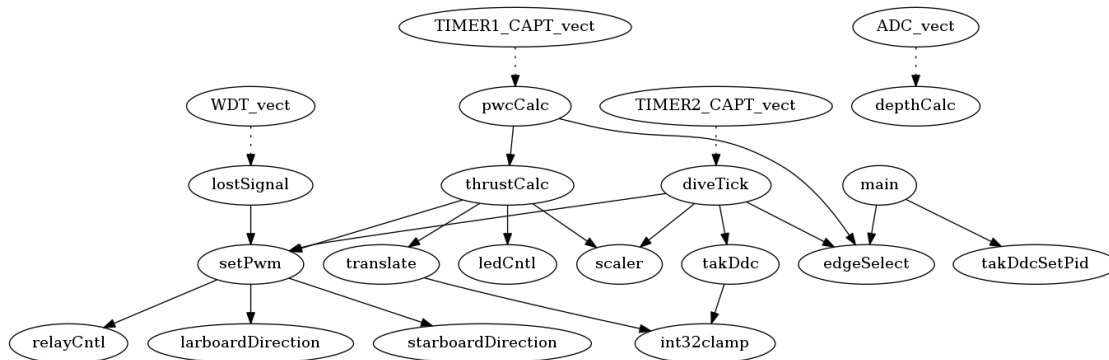 TIMER1_CAPT_vect
ADC_vect
WDT_vect
pwcCalc
TIMER2_CAPT_vect
depthCalc
lostSignal
thrustCalc
diveTick
main
setPwm
translate
ledCntl
scaler
takDdc
edgeSelect
takDdcSetPid
relayCntl
larboardDirection
starboardDirection
int32clamp